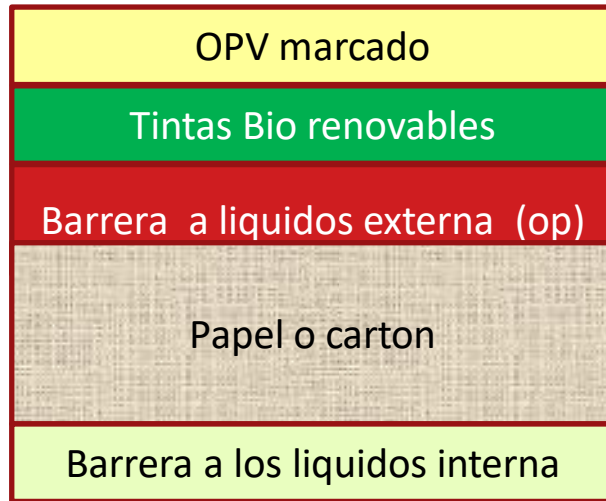 OPV marcado
Tintas Bio renovables
Barrera a liquidos externa (op)
Papel o carton
Barrera a los liquidos interna